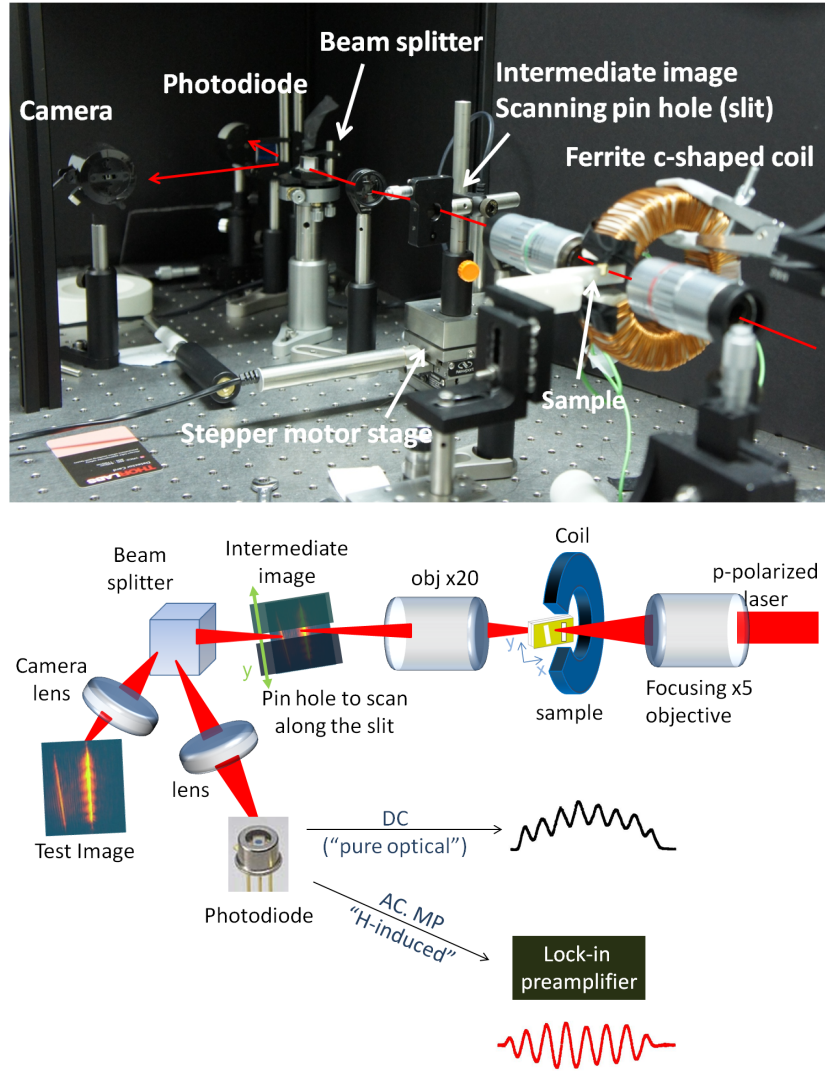 Beam splitter
Photodiode
Camera
Intermediate image
Scanning pin hole (slit)
Ferrite c-shaped coil
Sample
Stepper motor stage
THORLABS
Beam
splitter
Intermediate
image
obj x20
Coil
p-polarized
laser
Camera
lens
y
y
x
Pin hole to scan
along the slit
sample
Focusing x5
objective
lens
Test Image
DC
(“pure optical”)
Photodiode
AC. MP
“H-induced”
Lock-in
preamplifier